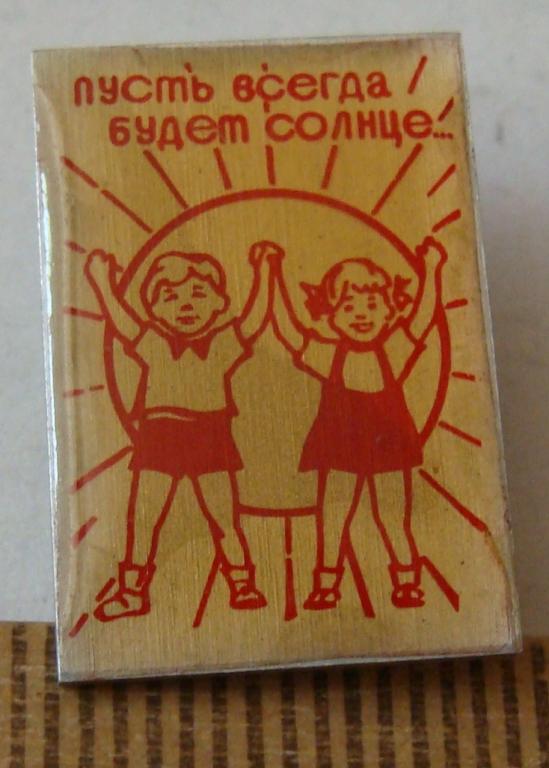 пусть всегда
будет солнце...